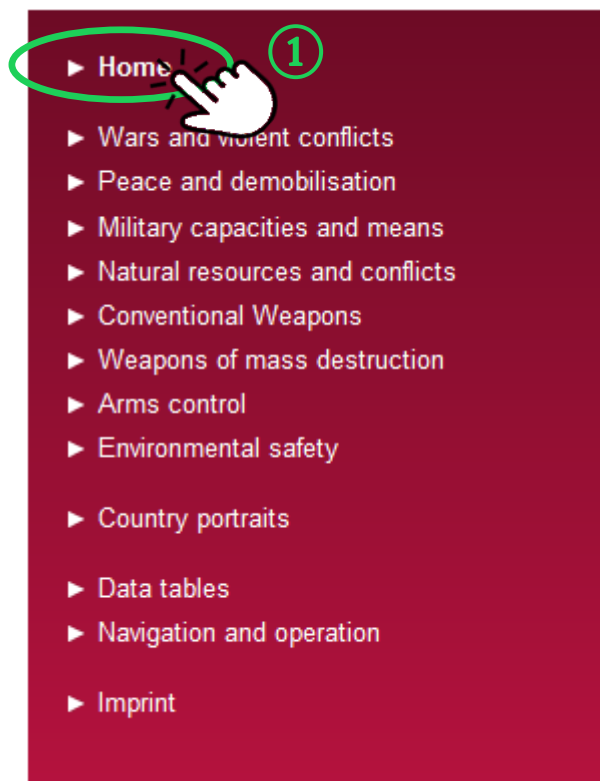 ► Home
①
► Wars and violent conflicts
► Peace and demobilisation
► Military capacities and means
► Natural resources and conflicts
► Conventional Weapons
► Weapons of mass destruction
► Arms control
► Environmental safety
► Country portraits
► Data tables
► Navigation and operation
► Imprint